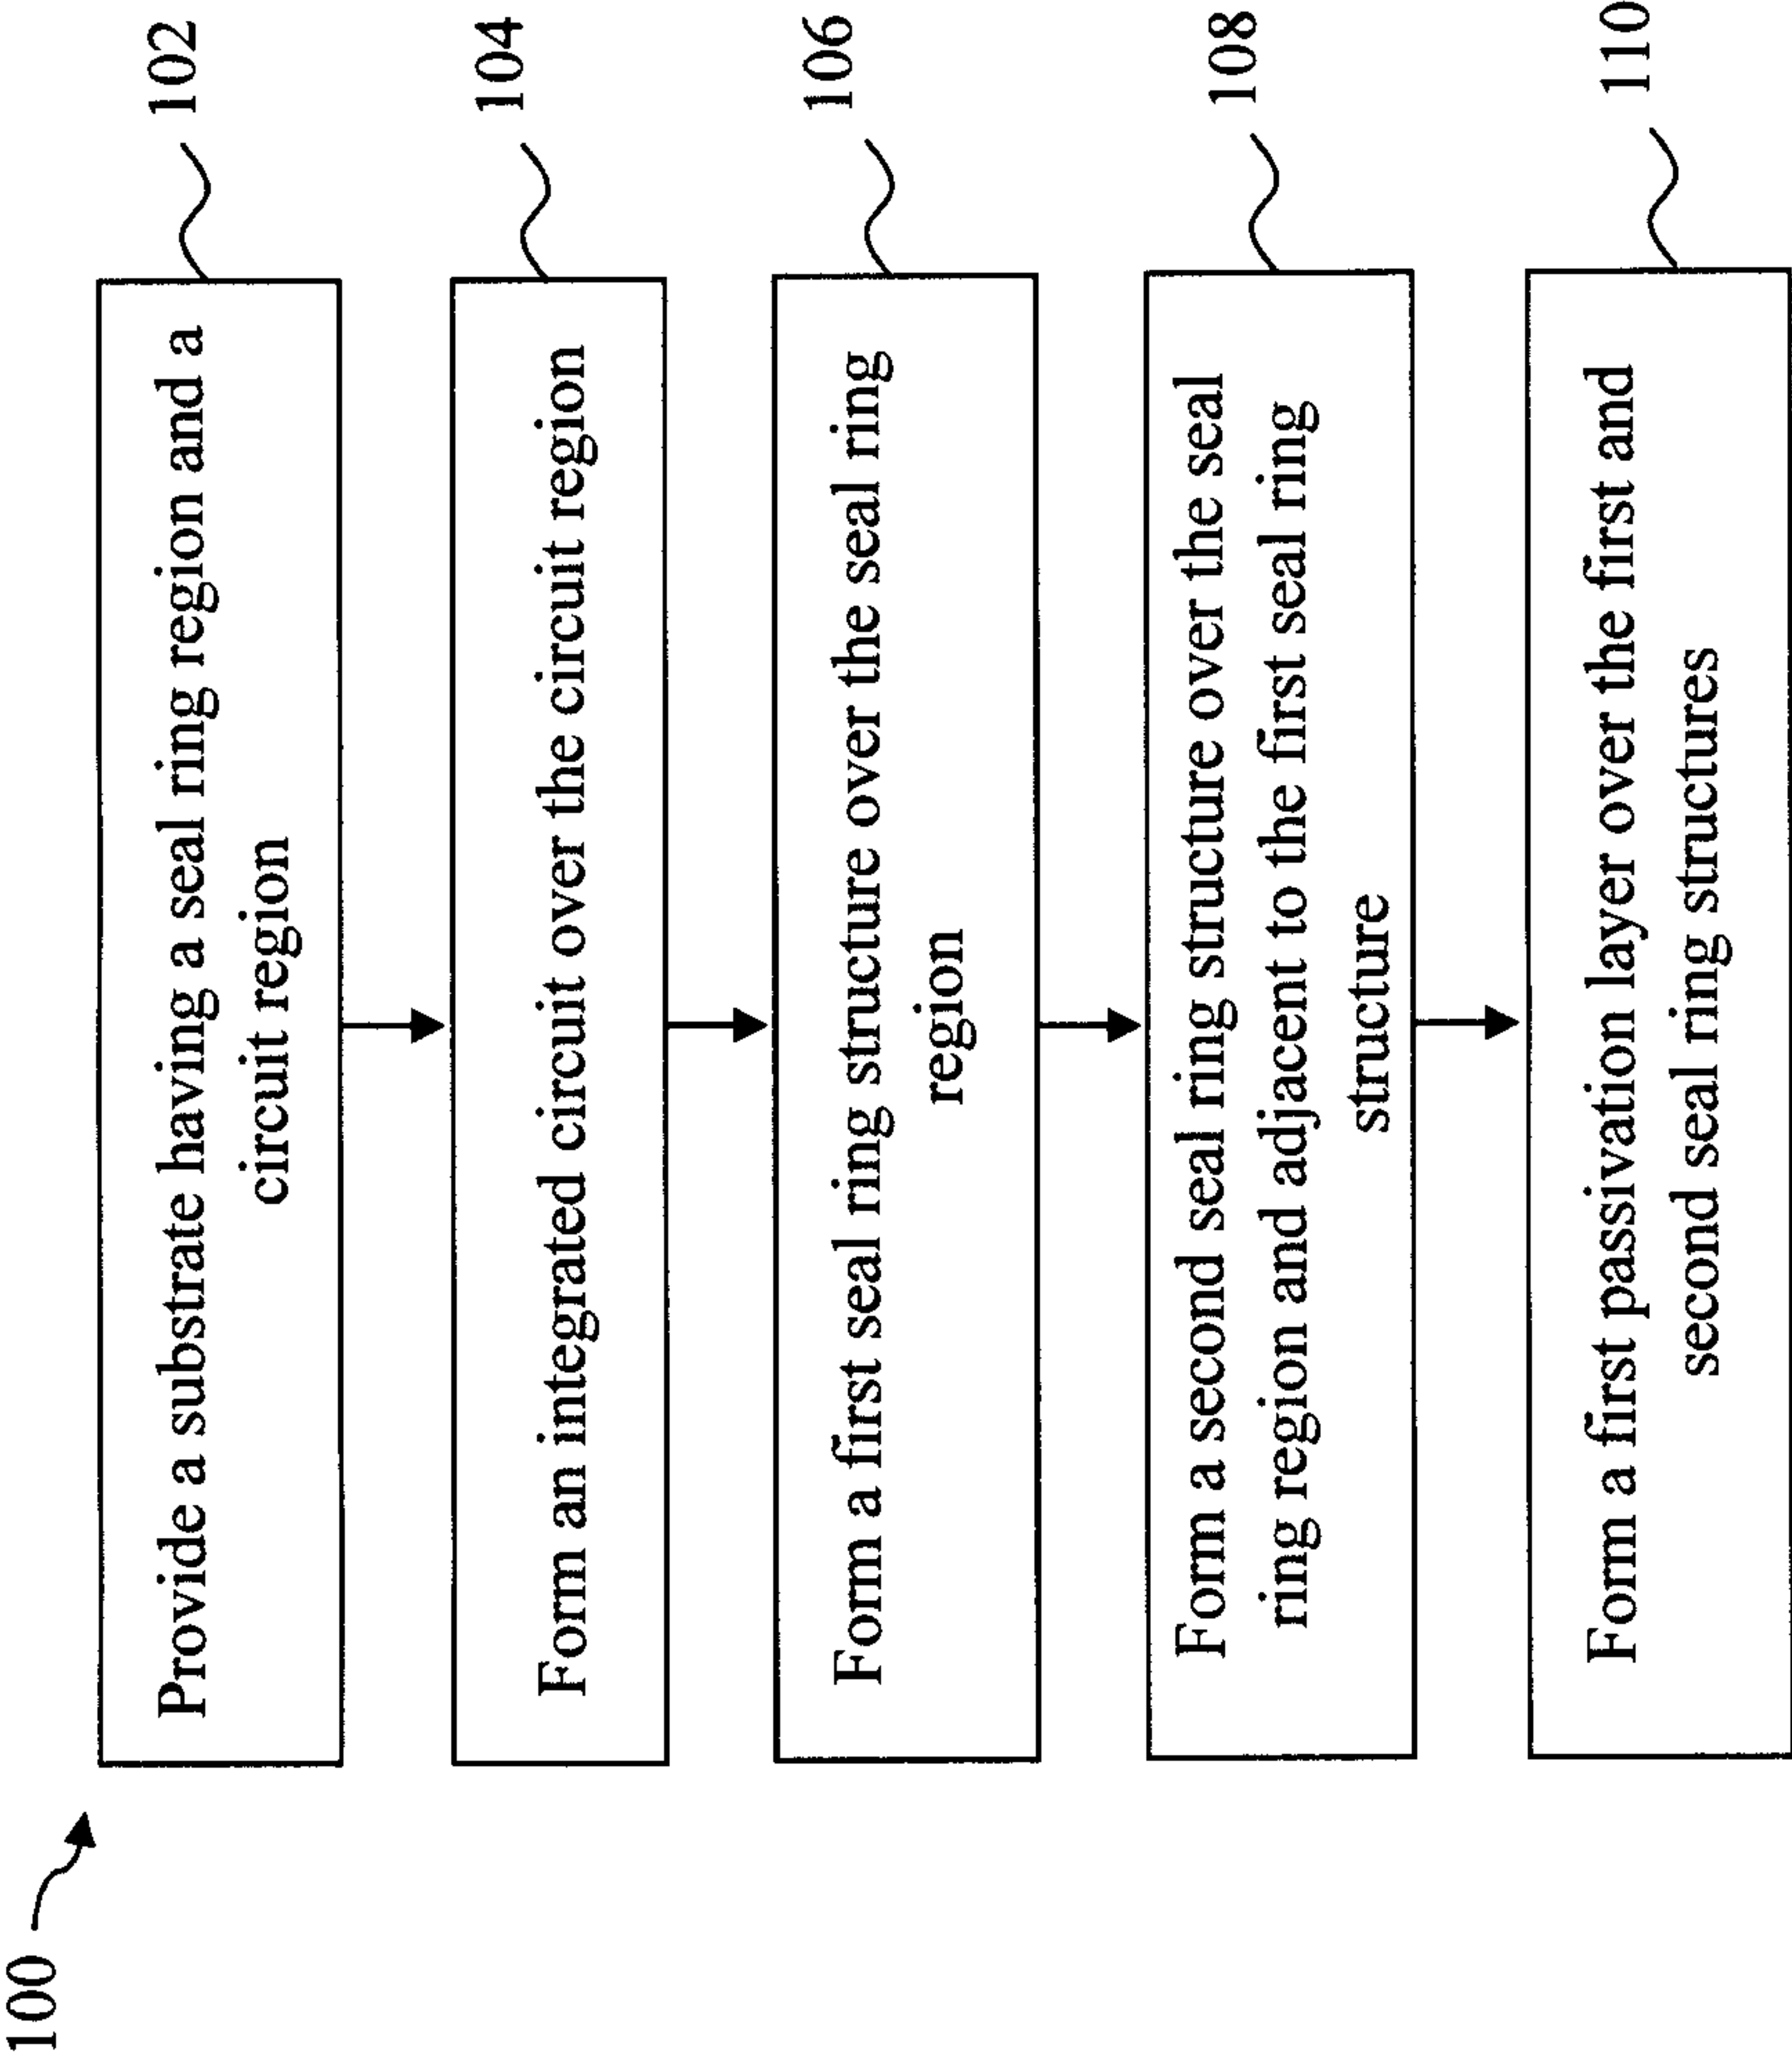 100
Provide a substrate having a seal ring region and a
circuit region
102
Form an integrated circuit over the circuit region
104
Form a first seal ring structure over the seal ring
region
106
Form a second seal ring structure over the seal
ring region and adjacent to the first seal ring
structure
108
Form a first passivation layer over the first and
second seal ring structures
110